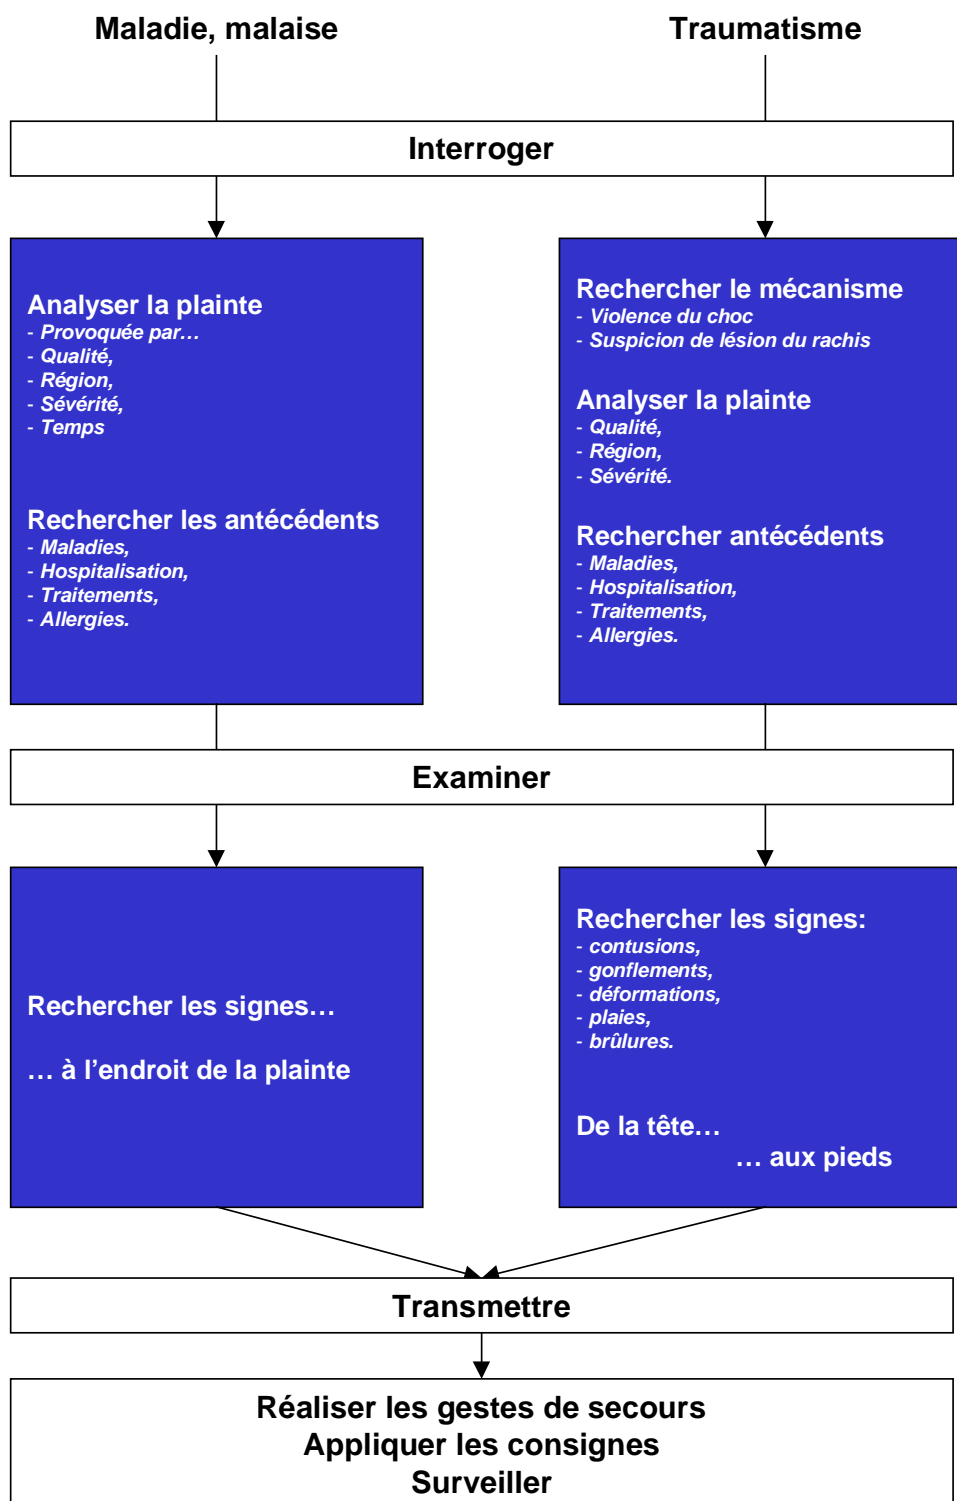 Maladie, malaise
Traumatisme
Interroger
Analyser la plainte
- Provoquée par…
- Qualité,
- Région,
- Sévérité,
- Temps
Rechercher les antécédents
- Maladies,
- Hospitalisation,
- Traitements,
- Allergies.
Rechercher le mécanisme
- Violence du choc
- Suspicion de lésion du rachis
Analyser la plainte
- Qualité,
- Région,
- Sévérité.
Rechercher antécédents
- Maladies,
- Hospitalisation,
- Traitements,
- Allergies.
Examiner
Rechercher les signes…
… à l’endroit de la plainte
Rechercher les signes:
- contusions,
- gonflements,
- déformations,
- plaies,
- brûlures.
De la tête…
… aux pieds
Transmettre
Réaliser les gestes de secours
Appliquer les consignes
Surveiller